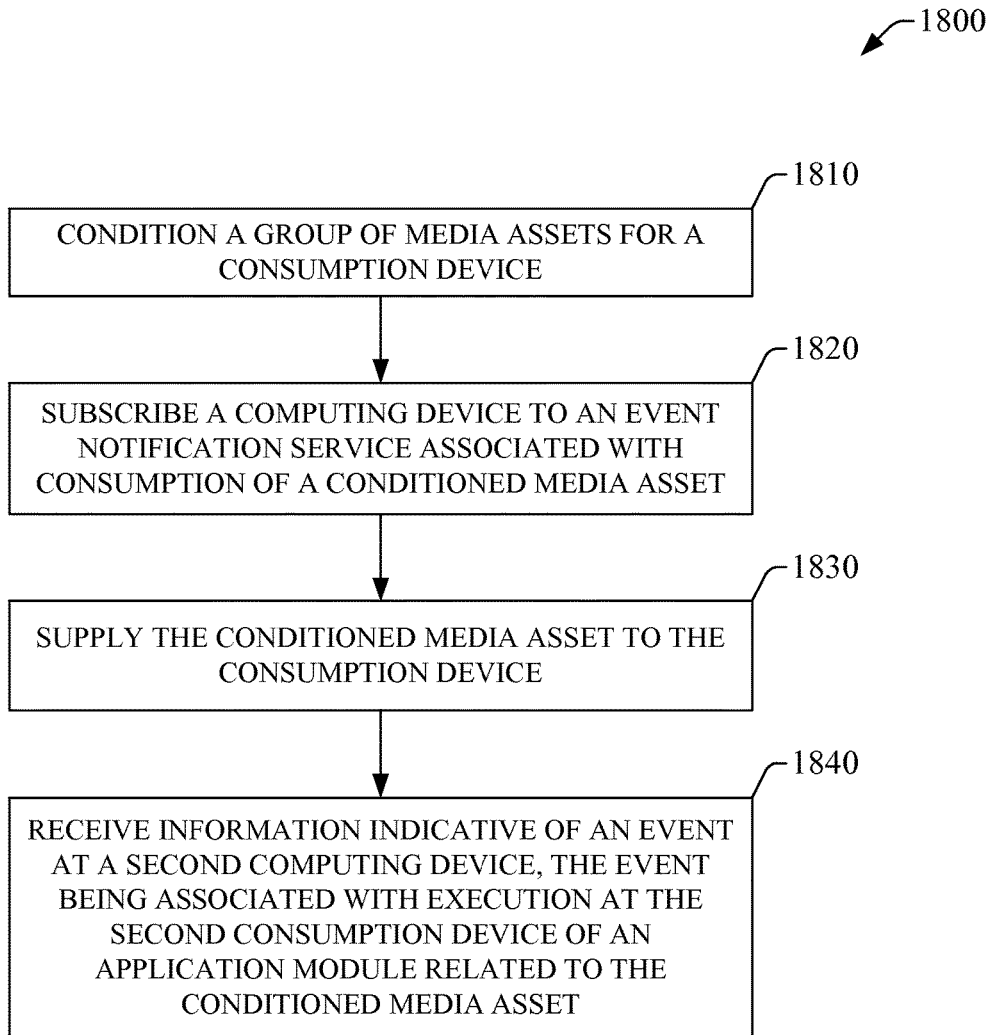 1800
1810
CONDITION A GROUP OF MEDIA ASSETS FOR A
CONSUMPTION DEVICE
1820
SUBSCRIBE A COMPUTING DEVICE TO AN EVENT
NOTIFICATION SERVICE ASSOCIATED WITH
CONSUMPTION OF A CONDITIONED MEDIA ASSET
1830
SUPPLY THE CONDITIONED MEDIA ASSET TO THE
CONSUMPTION DEVICE
1840
RECEIVE INFORMATION INDICATIVE OF AN EVENT
AT A SECOND COMPUTING DEVICE, THE EVENT
BEING ASSOCIATED WITH EXECUTION AT THE
SECOND CONSUMPTION DEVICE OF AN
APPLICATION MODULE RELATED TO THE
CONDITIONED MEDIA ASSET